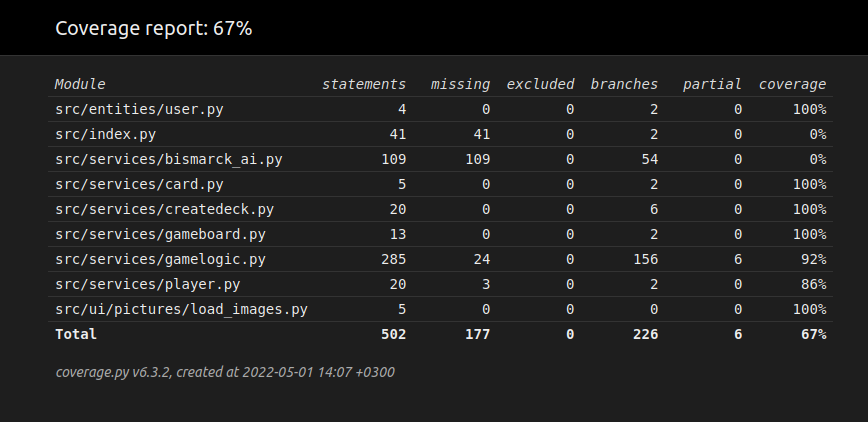 Coverage report: 67%
Module statements missing excluded branches partial coverage
src/entities/user.py 4 0 0 2 0 100%
src/index.py 41 41 0 2 0 0%
src/services/bismarck_ai.py 109 109 0 54 0 0%
src/services/card.py 5 0 0 2 0 100%
src/services/createdeck.py 20 0 0 6 0 100%
src/services/gameboard.py 13 0 0 2 0 100%
src/services/gamelogic.py 285 24 0 156 6 92%
src/services/player.py 20 3 0 2 0 86%
src/ui/pictures/load_images.py 5 0 0 0 0 100%
Total 502 177 0 226 6 67%
coverage.py v6.3.2, created at 2022-05-01 14:07 +0300